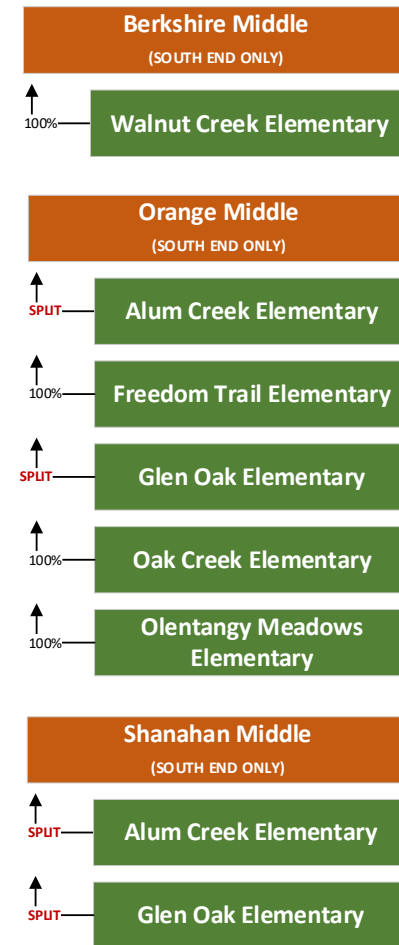 Berkshire Middle
(SOUTH END ONLY)
100%
Walnut Creek Elementary
Orange Middle
(SOUTH END ONLY)
SPLIT
Alum Creek Elementary
100%
Freedom Trail Elementary
SPLIT
Glen Oak Elementary
100%
Oak Creek Elementary
100%
Olentangy Meadows
Elementary
Shanahan Middle
(SOUTH END ONLY)
SPLIT
Alum Creek Elementary
SPLIT
Glen Oak Elementary